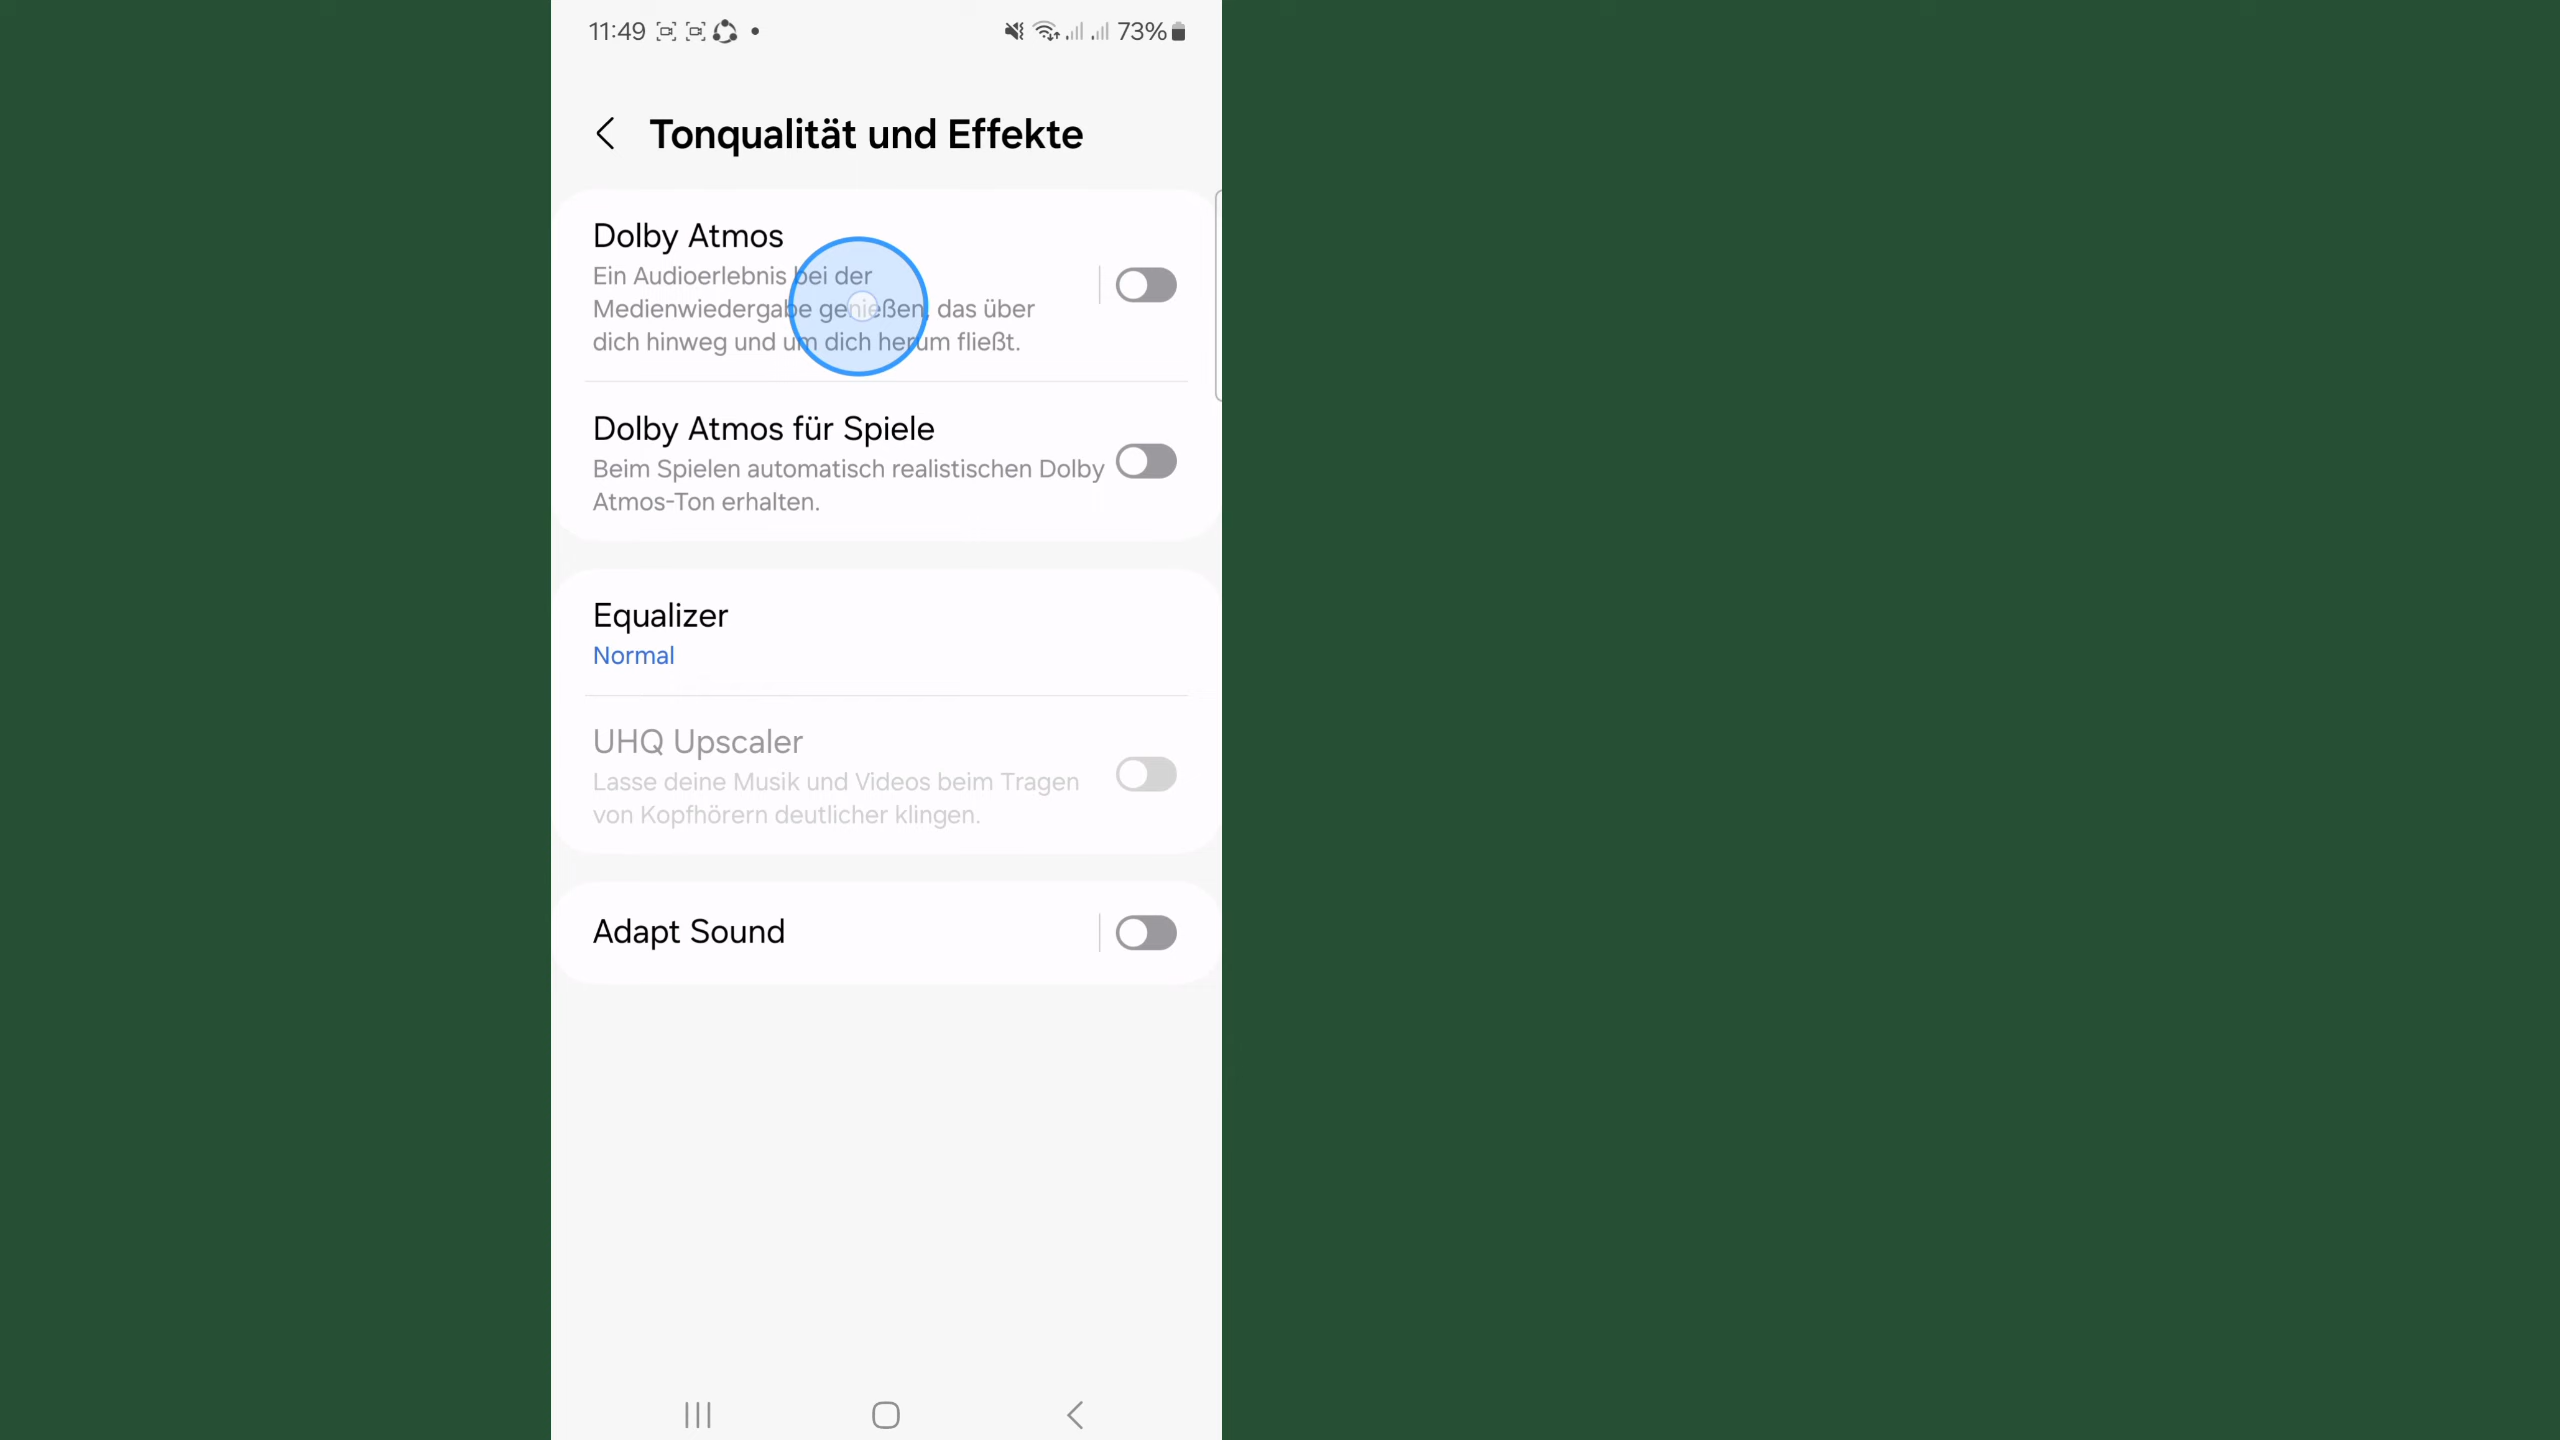 11:49
73%
Tonqualität und Effekte
Dolby Atmos
Ein Audioerlebnis bei der
Medienwiedergabe genießen, das über
dich hinweg und um dich herum fließt.
Dolby Atmos für Spiele
Beim Spielen automatisch realistischen Dolby
Atmos-Ton erhalten.
Equalizer
Normal
UHQ Upscaler
Lasse deine Musik und Videos beim Tragen
von Kopfhörern deutlicher klingen.
Adapt Sound